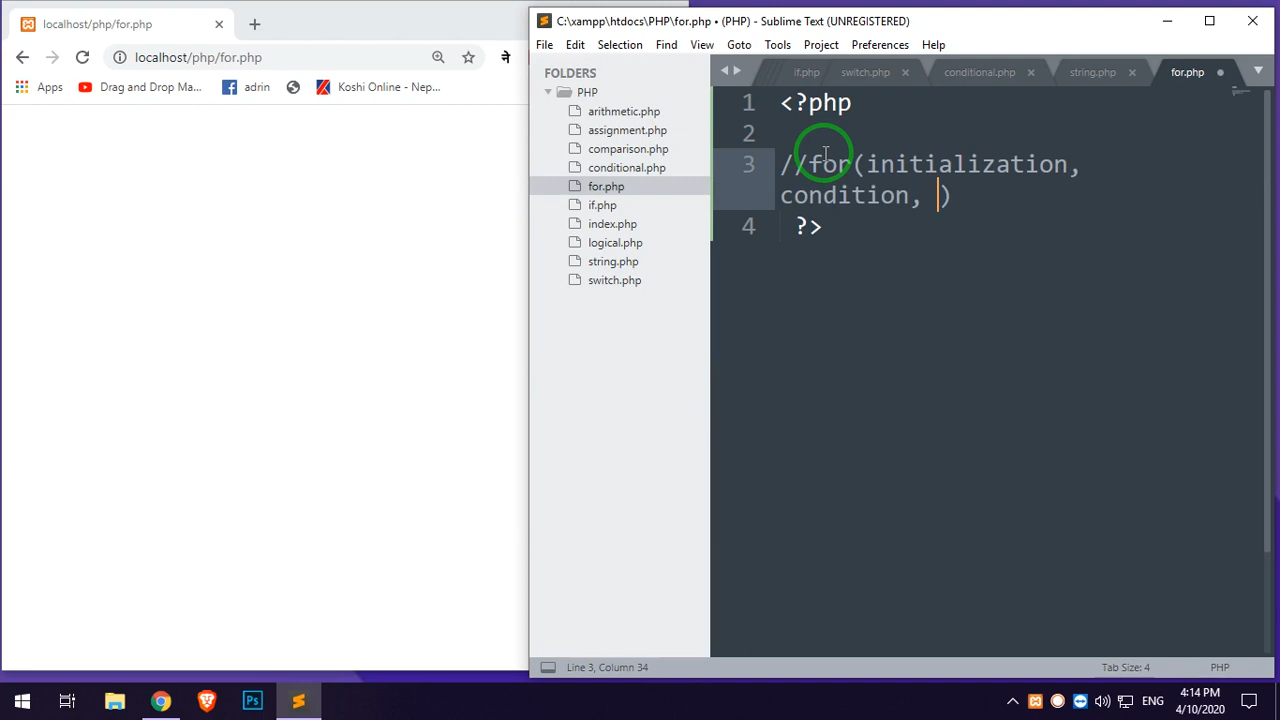 localhost/php/for.php
localhost/php/for.php
ने
Apps
Drag and Drop Ma...
adrin
Koshi Online - Nep...
C:\xampp\htdocs\PHP\for.php • (PHP) - Sublime Text (UNREGISTERED)
File Edit Selection Find View Goto Tools Project Preferences Help
FOLDERS
PHP
arithmetic.php
assignment.php
comparison.php
conditional.php
for.php
if.php
index.php
logical.php
string.php
switch.php
if.php switch.php conditional.php string.php for.php
1 <?php
2
3 //for(initialization,
condition, )
4 ?>
Line 3, Column 34
Tab Size: 4
PHP
Ps
ENG
4:14 PM
4/10/2020